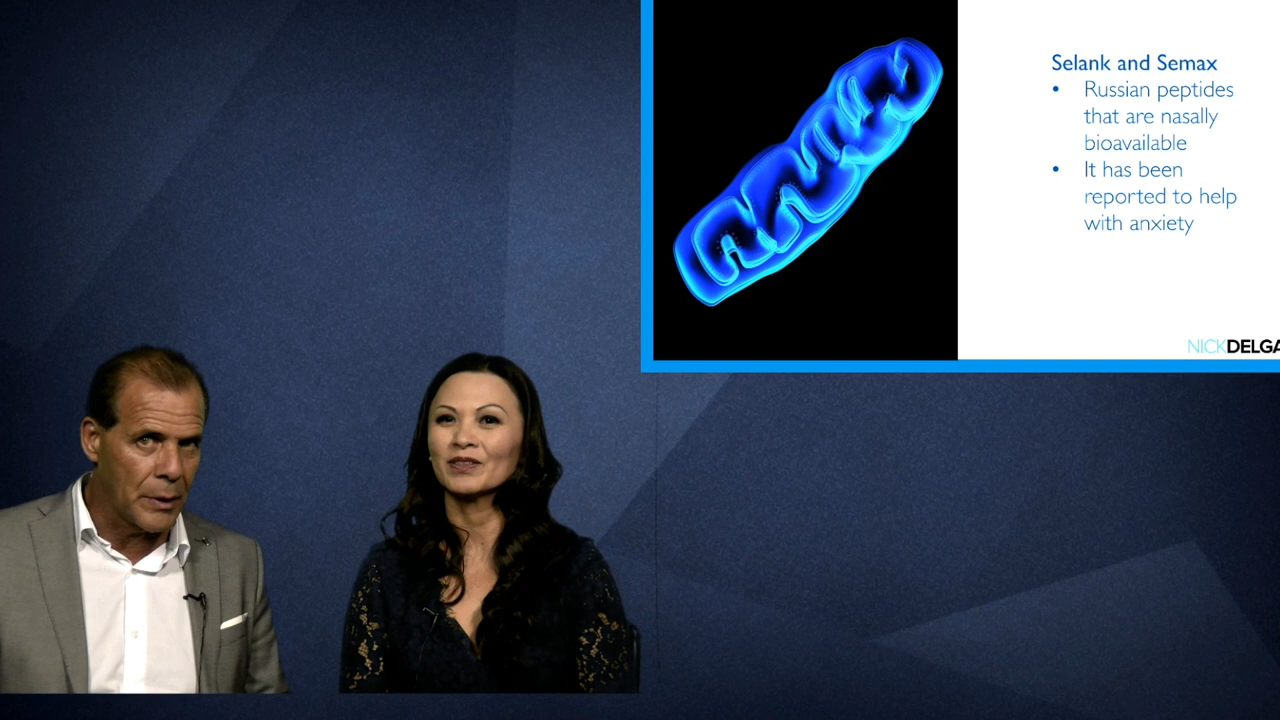 Selank and Semax
• Russian peptides
that are nasally
bioavailable
• It has been
reported to help
with anxiety
NICKDELGA